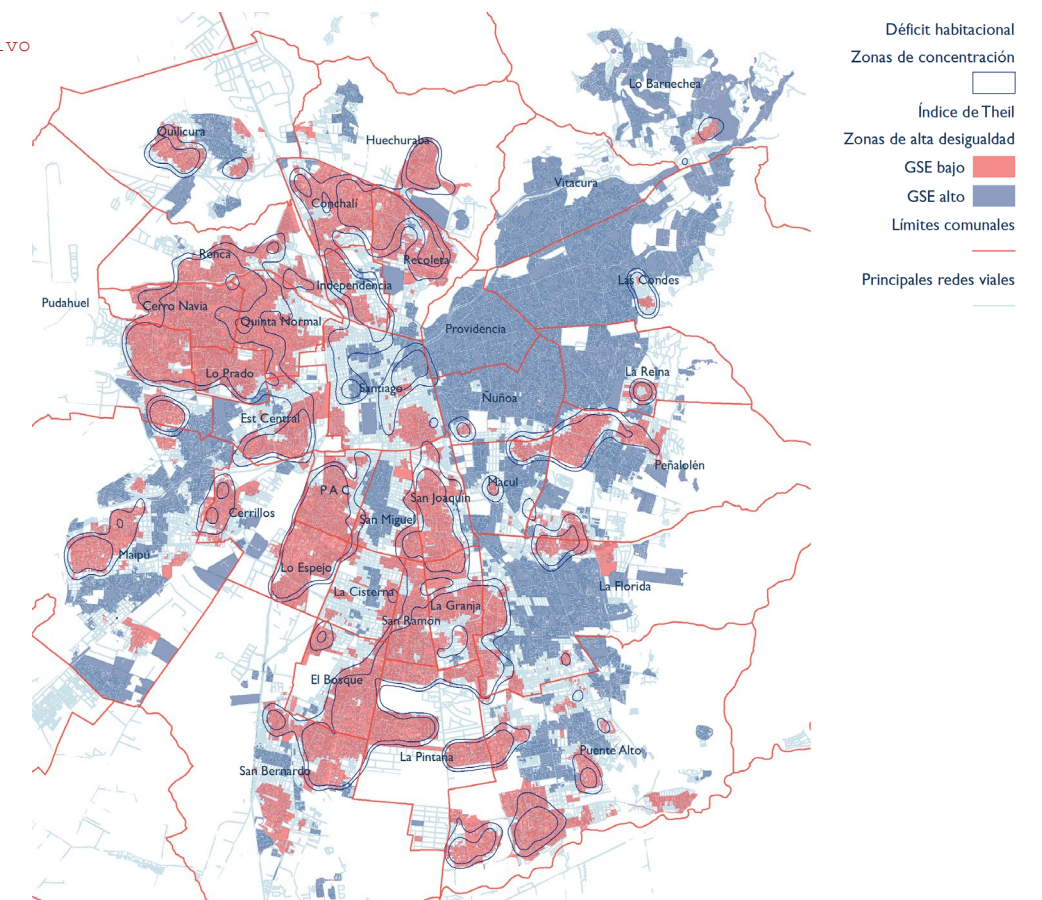 LVO
Déficit habitacional
Zonas de concentración
Índice de Theil
Zonas de alta desigualdad
GSE bajo
GSE alto
Límites comunales
Principales redes viales
Lo Barnechea
Quilicura
Huechuraba
Vitacura
Conchalí
Renca
Recoleta
Las Condes
Independencia
Pudahuel
Cerro Navia
Quinta Normal
Providencia
Lo Prado
La Reina
Santiago
Ñuñoa
Est Central
Peñalolén
Macul
P A C
San Joaquín
Cerrillos
San Miguel
Maipú
Lo Espejo
La Florida
La Cisterna
La Granja
San Ramón
El Bosque
Puente Alto
La Pintana
San Bernardo